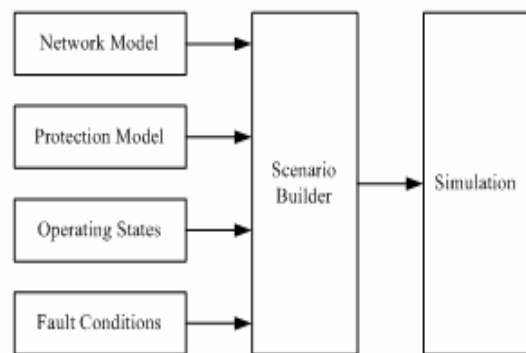 Network Model
Protection Model
Operating States
Fault Conditions
Scenario
Builder
Simulation